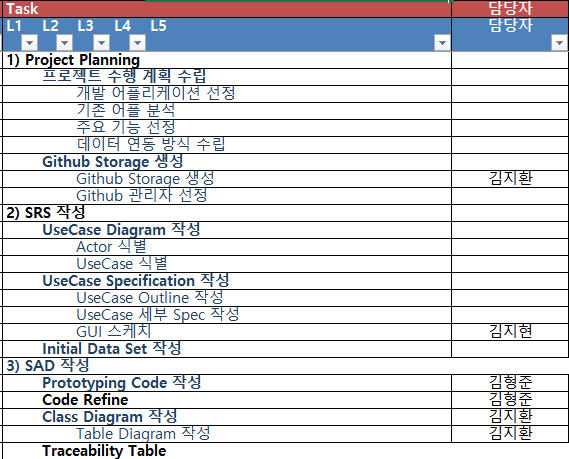 Task 담당자
L1 L2 L3 L4 L5 담당자
1) Project Planning
프로젝트 수행 계획 수립
개발 어플리케이션 선정
기존 어플 분석
주요 기능 선정
데이터 연동 방식 수립
Github Storage 생성
Github Storage 생성 김지환
Github 관리자 선정
2) SRS 작성
UseCase Diagram 작성
Actor 식별
UseCase 식별
UseCase Specification 작성
UseCase Outline 작성
UseCase 세부 Spec 작성
GUI 스케치 김지현
Initial Data Set 작성
3) SAD 작성
Prototyping Code 작성 김형준
Code Refine 김형준
Class Diagram 작성 김지환
Table Diagram 작성 김지환
Traceability Table